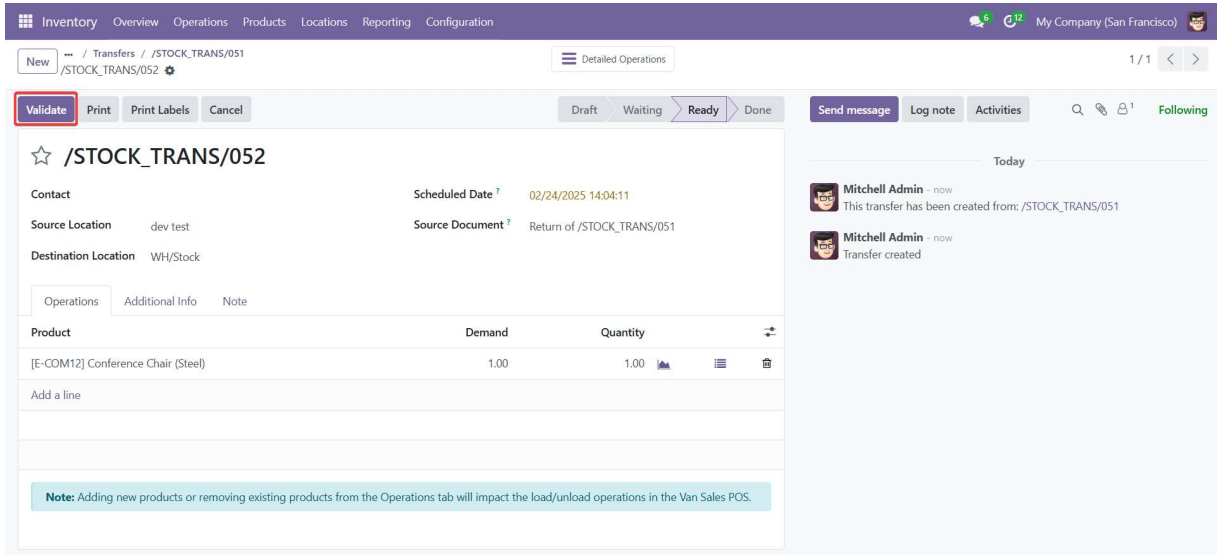 Inventory Overview Operations Products Locations Reporting Configuration 6 12 My Company (San Francisco)
New ... / Transfers / /STOCK_TRANS/051 Detailed Operations 1 / 1
/STOCK_TRANS/052
Validate Print Print Labels Cancel Draft Waiting Ready Done Send message Log note Activities 1 Following
/STOCK_TRANS/052
Today
Contact Scheduled Date ? 02/24/2025 14:04:11
Mitchell Admin - now
This transfer has been created from: /STOCK_TRANS/051
Source Location dev test Source Document ? Return of /STOCK_TRANS/051
Mitchell Admin - now
Transfer created
Destination Location WH/Stock
Operations Additional Info Note
Product Demand Quantity
[E-COM12] Conference Chair (Steel) 1.00 1.00
Add a line
Note: Adding new products or removing existing products from the Operations tab will impact the load/unload operations in the Van Sales POS.